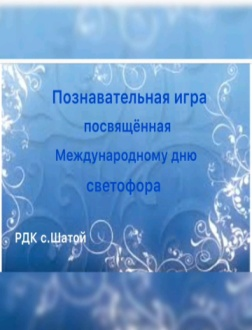 Познавательная игра
посвящённая
Международному дню
светофора
РДК с.Шатой